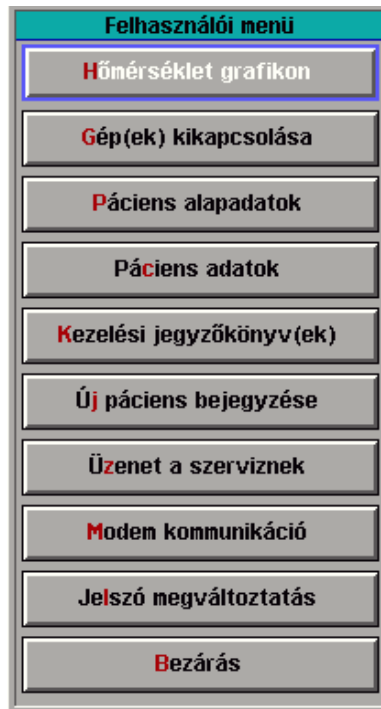 Felhasználói menü
Hőmérséklet grafikon
Gép(ek) kikapcsolása
Páciens alapadatok
Páciens adatok
Kezelési jegyzőkönyv(ek)
Új páciens bejegyzése
Üzenet a szerviznek
Modem kommunikáció
Jelszó megváltoztatás
Bezárás